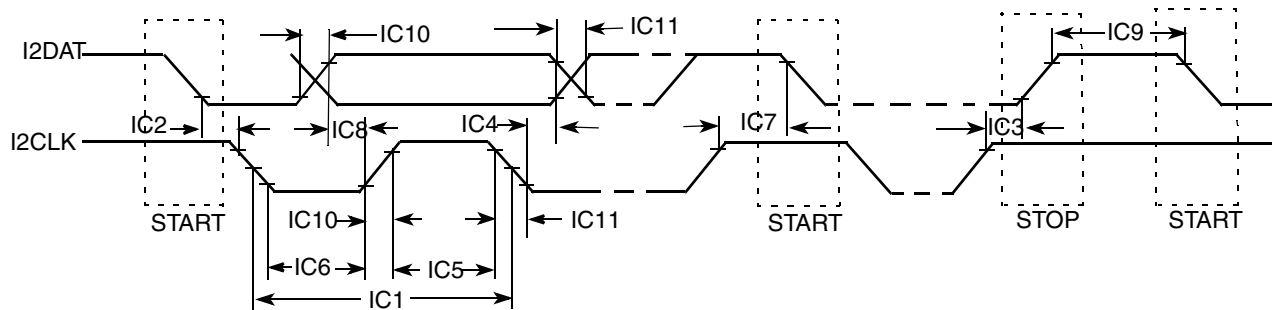 IC10
IC11
IC9
I2DAT
IC2
IC8
IC4
IC7
IC3
I2CLK
START
IC10
IC11
START
STOP
START
IC6
IC5
IC1